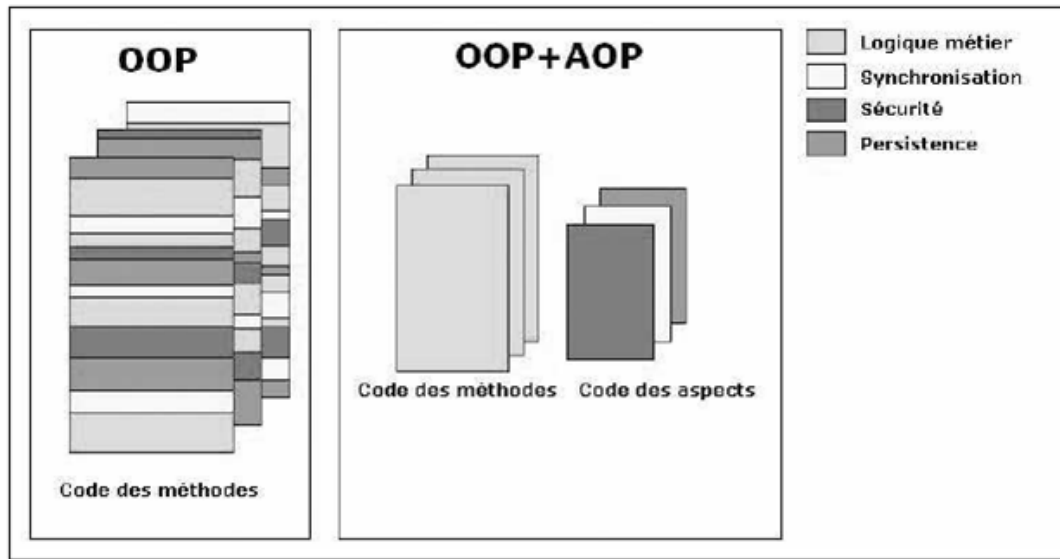 OOP
Code des méthodes
OOP+AOP
Code des méthodes
Code des aspects
Logique métier
Synchronisation
Sécurité
Persistence